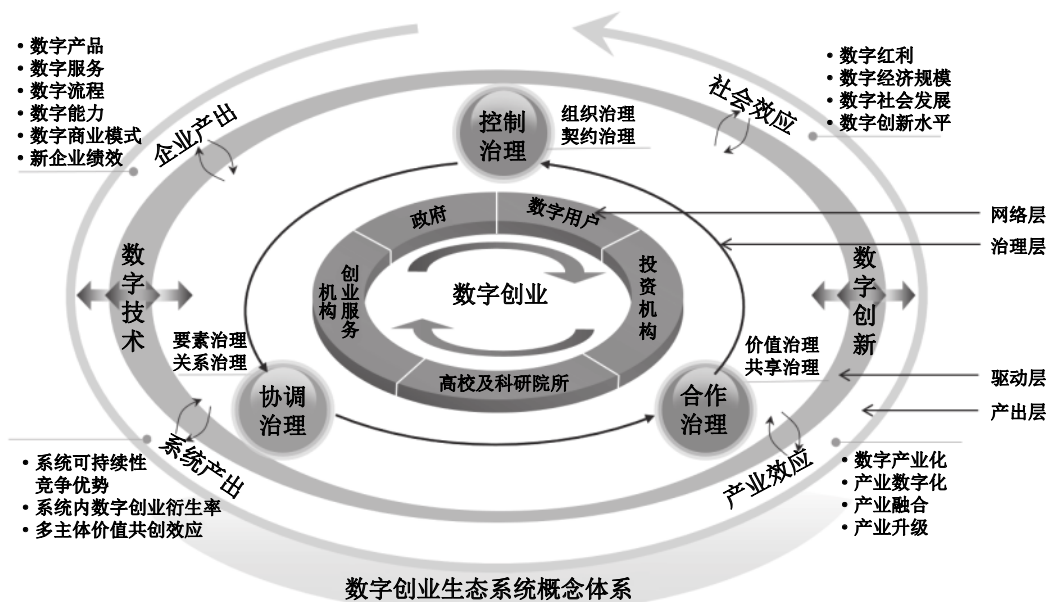 • 数字产品
• 数字服务
• 数字流程
• 数字能力
• 数字商业模式
• 新企业绩效
企业产出
社会效应
• 数字红利
• 数字经济规模
• 数字社会发展
• 数字创新水平
控制
治理
组织治理
契约治理
政府
数字用户
网络层
治理层
创业服务
机构
数字创业
投资机构
数字技术
数字创新
要素治理
关系治理
价值治理
共享治理
高校及科研院所
驱动层
产出层
协调
治理
合作
治理
系统产出
产业效应
• 系统可持续性
竞争优势
• 系统内数字创业衍生率
• 多主体价值共创效应
• 数字产业化
• 产业数字化
• 产业融合
• 产业升级
数字创业生态系统概念体系